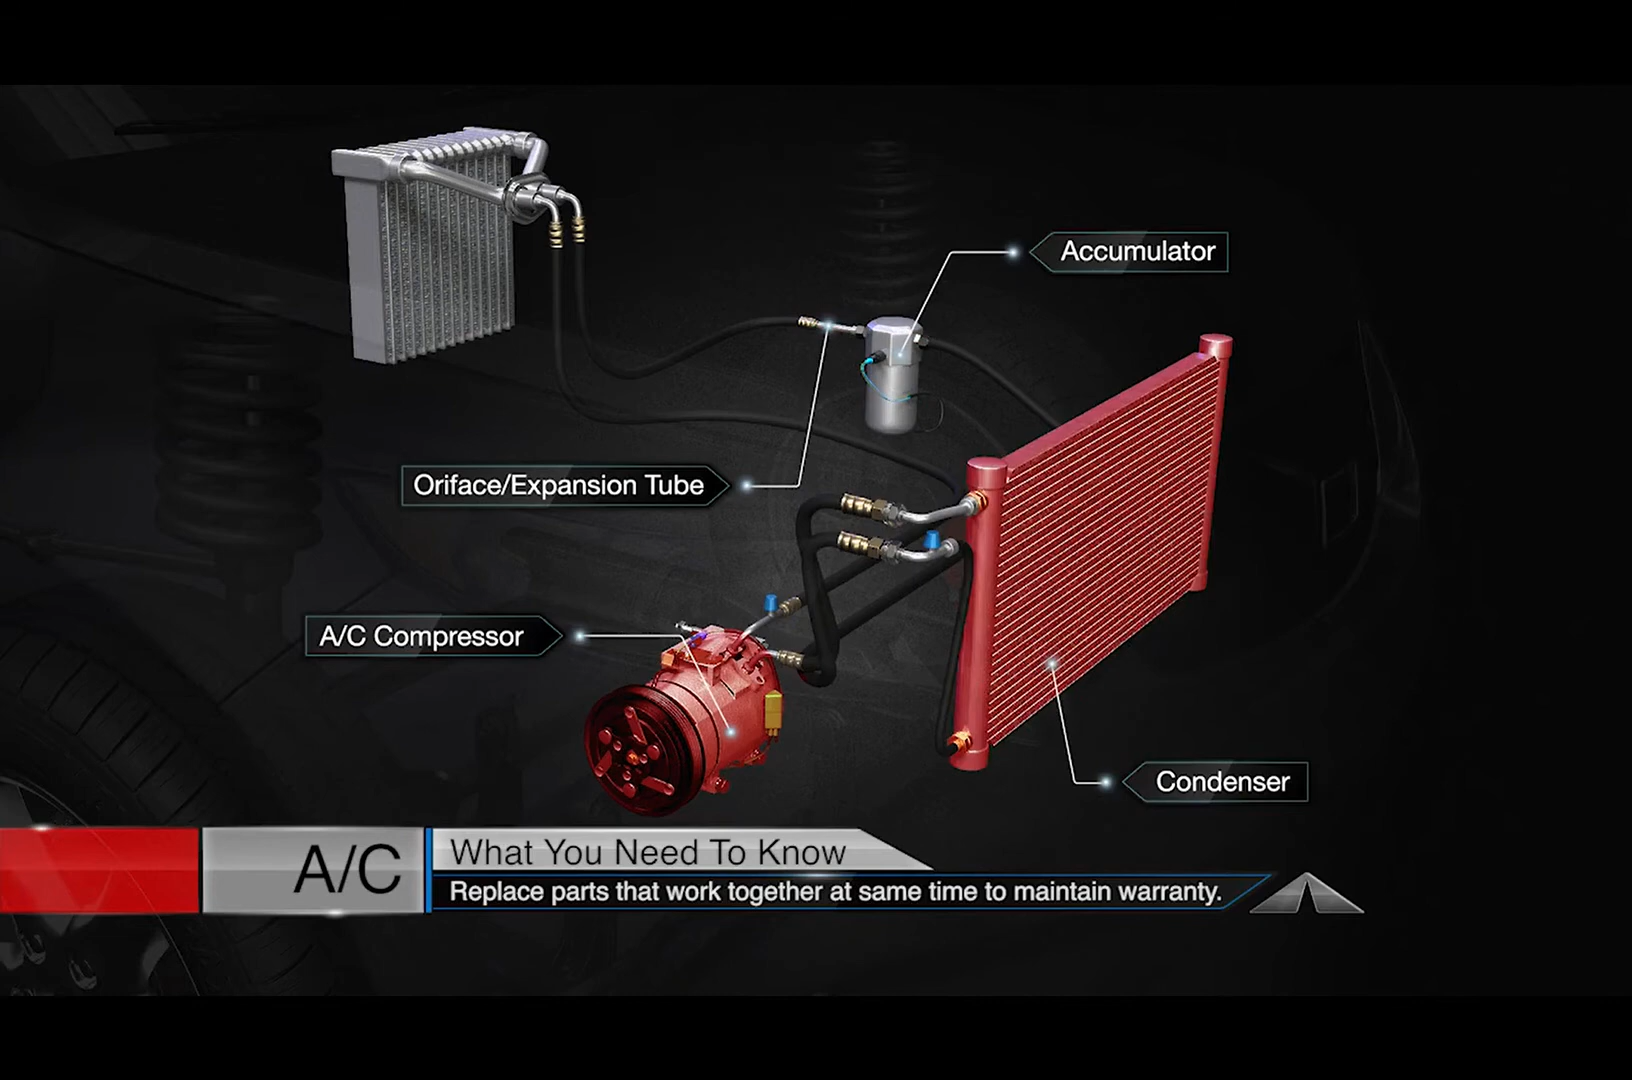 Accumulator
Oriface/Expansion Tube
A/C Compressor
Condenser
A/C
What You Need To Know
Replace parts that work together at same time to maintain warranty.